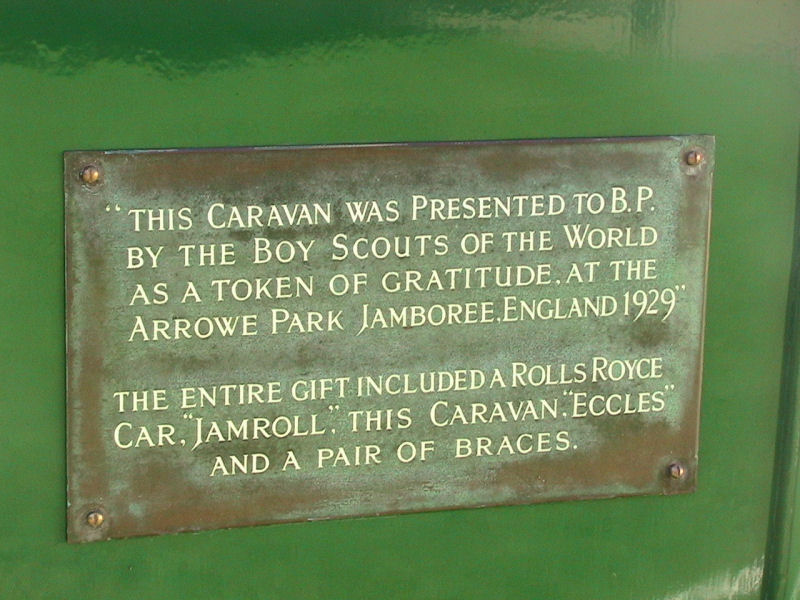 “THIS CARAVAN WAS PRESENTED TO B.P.
BY THE BOY SCOUTS OF THE WORLD
AS A TOKEN OF GRATITUDE, AT THE
ARROWE PARK JAMBOREE, ENGLAND 1929”
THE ENTIRE GIFT INCLUDED A ROLLS ROYCE
CAR, “JAMROLL”, THIS CARAVAN, “ECCLES”
AND A PAIR OF BRACES.